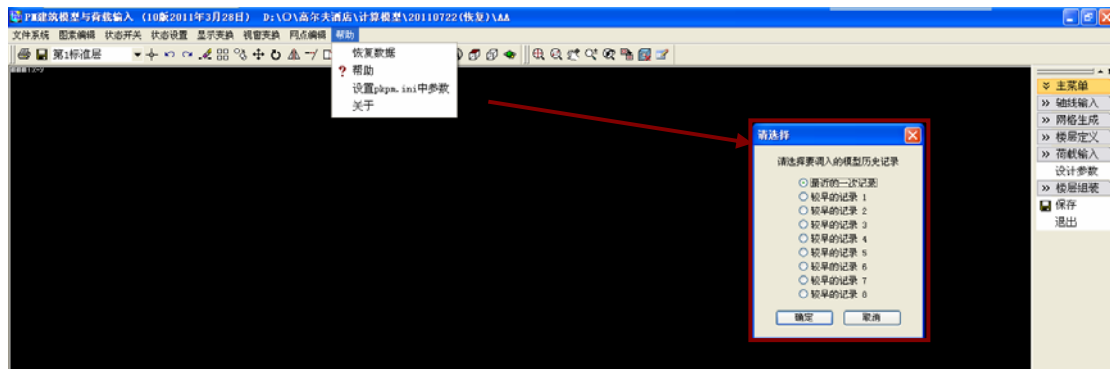 PM建筑模型与荷载输入 (10版2011年3月28日) D:\O\高尔夫酒店\计算模型\20110722(恢复)\AA
文件系统 图素编辑 状态开关 状态设置 显示变换 视窗变换 网点编辑 帮助
第1标准层
恢复数据
? 帮助
设置pkpm.ini中参数
关于
请选择
请选择要调入的模型历史记录
最近的一次记录
较早的记录 1
较早的记录 2
较早的记录 3
较早的记录 4
较早的记录 5
较早的记录 6
较早的记录 7
较早的记录 8
确定 取消
主菜单
轴线输入
网格生成
楼层定义
荷载输入
设计参数
楼层组装
保存
退出